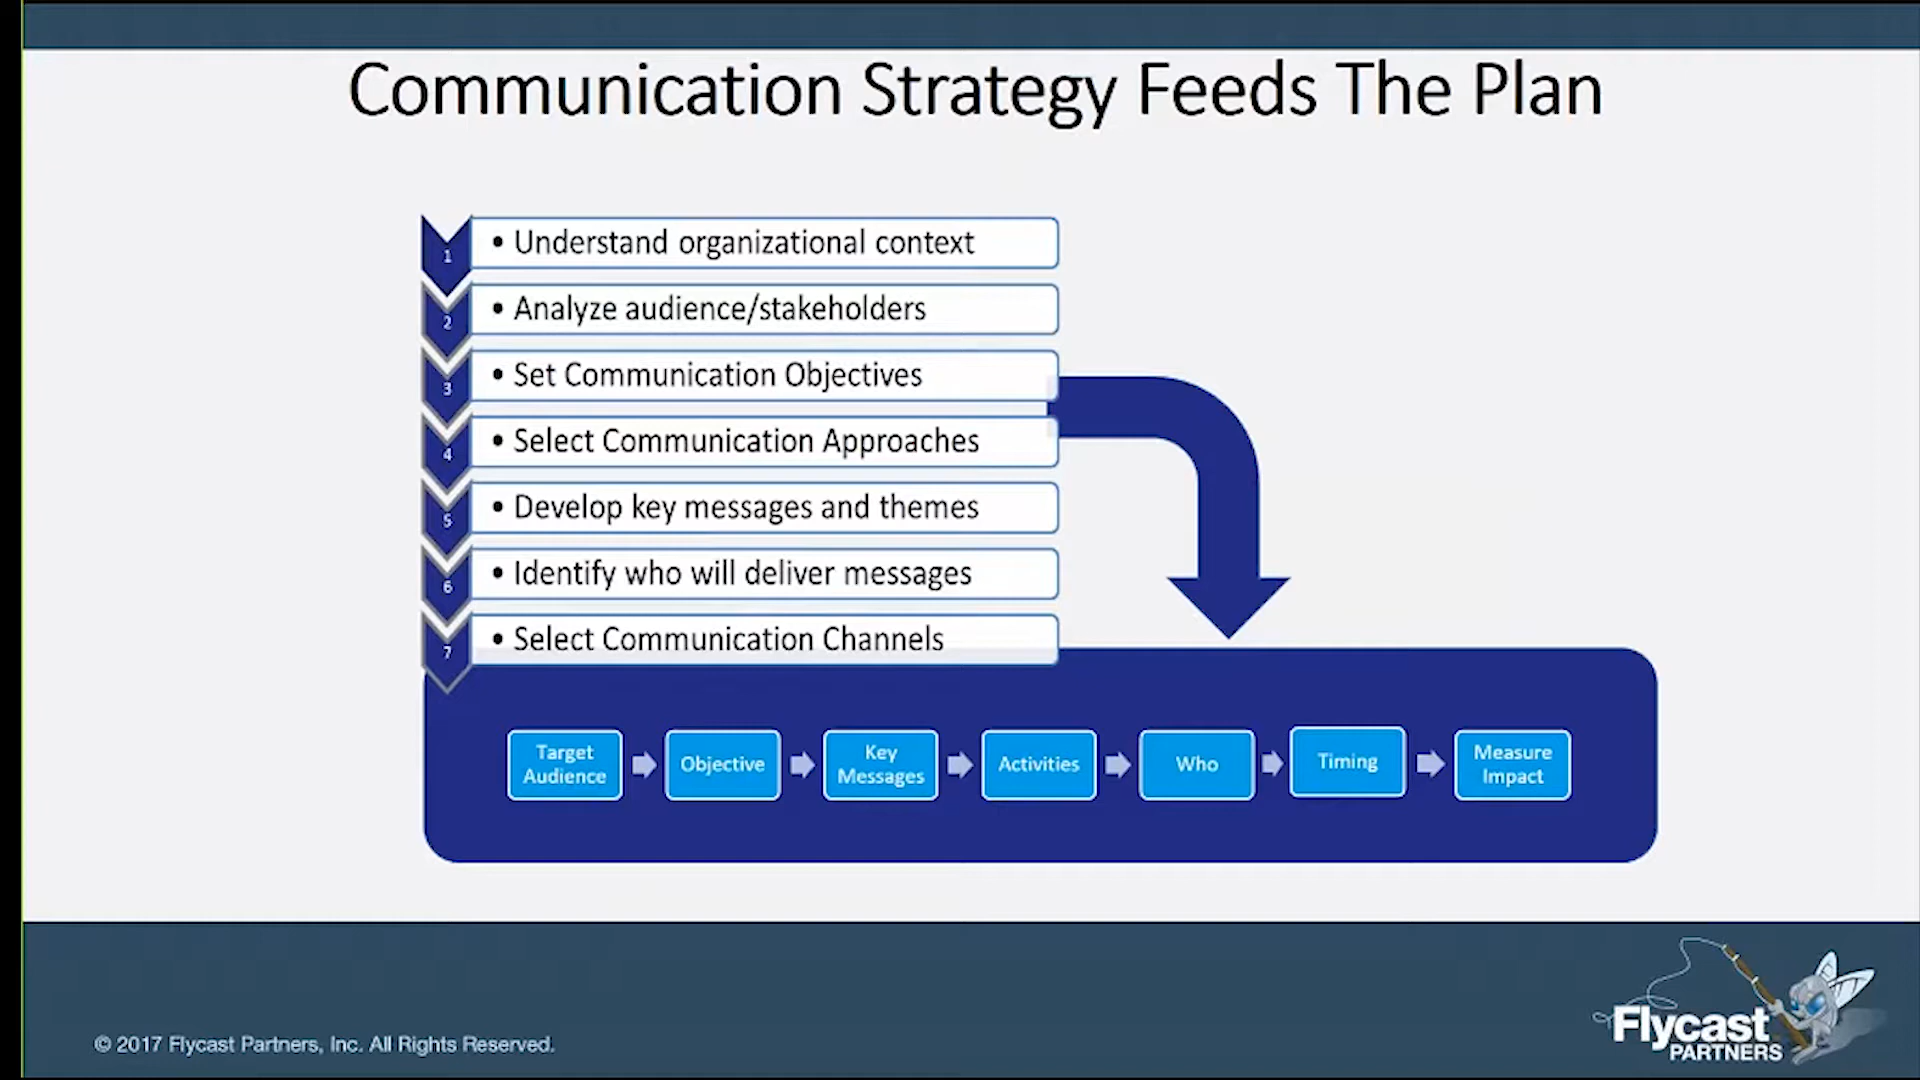 Communication Strategy Feeds The Plan
1 • Understand organizational context
2 • Analyze audience/stakeholders
3 • Set Communication Objectives
4 • Select Communication Approaches
5 • Develop key messages and themes
6 • Identify who will deliver messages
7 • Select Communication Channels
Target
Audience
Objective
Key
Messages
Activities
Who
Timing
Measure
Impact
© 2017 Flycast Partners, Inc. All Rights Reserved.
Flycast
PARTNERS